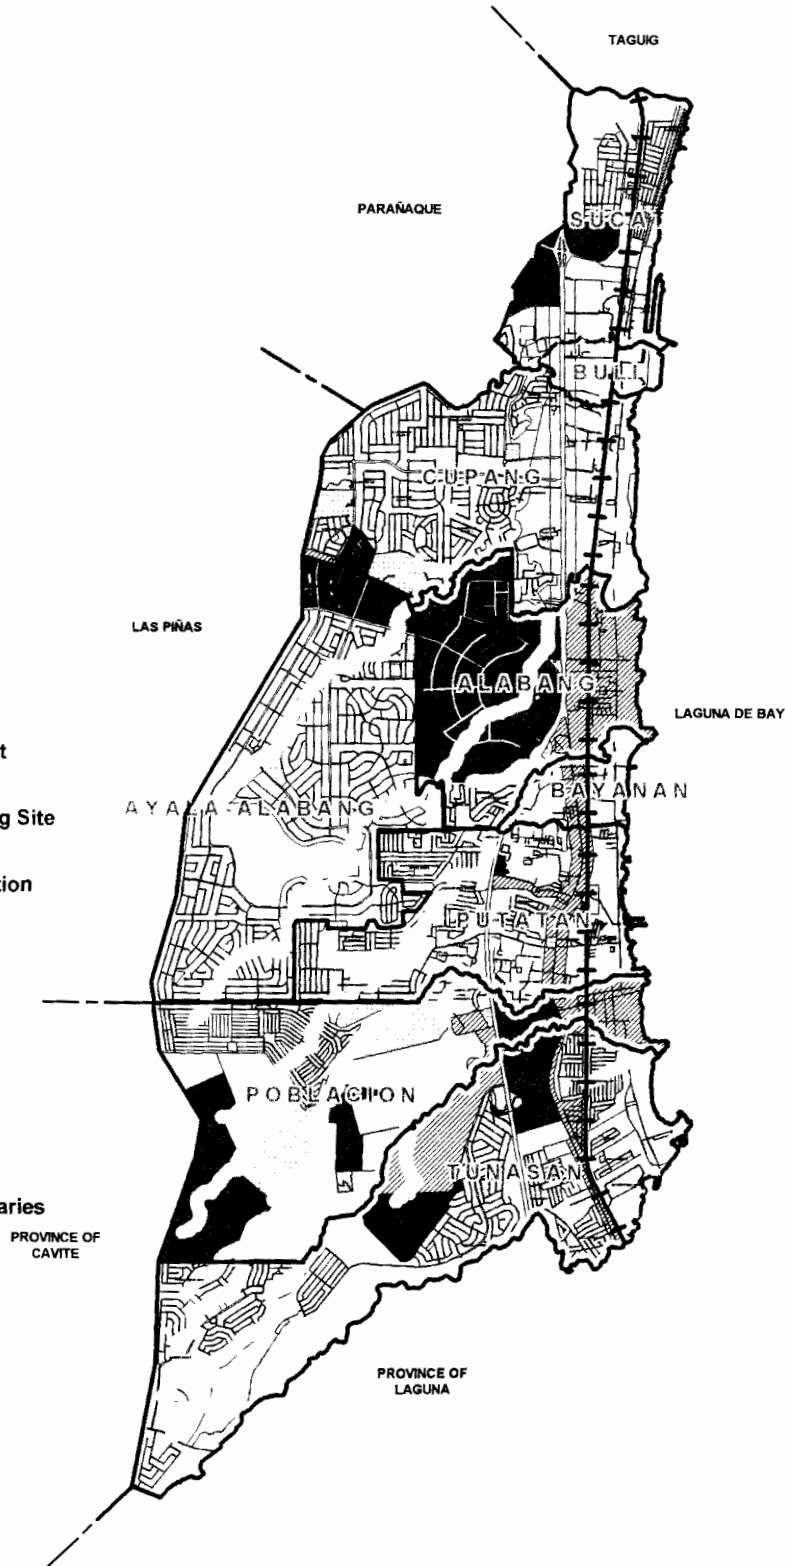 TAGUIG
PARAÑAQUE
SUCAT
BULI
CUPANG
LAS PIÑAS
ALABANG
LAGUNA DE BAY
t
BAYANAN
AYALA-ALABANG
g Site
tion
PUTATAN
POBLACION
TUNASAN
aries
PROVINCE OF
CAVITE
PROVINCE OF
LAGUNA